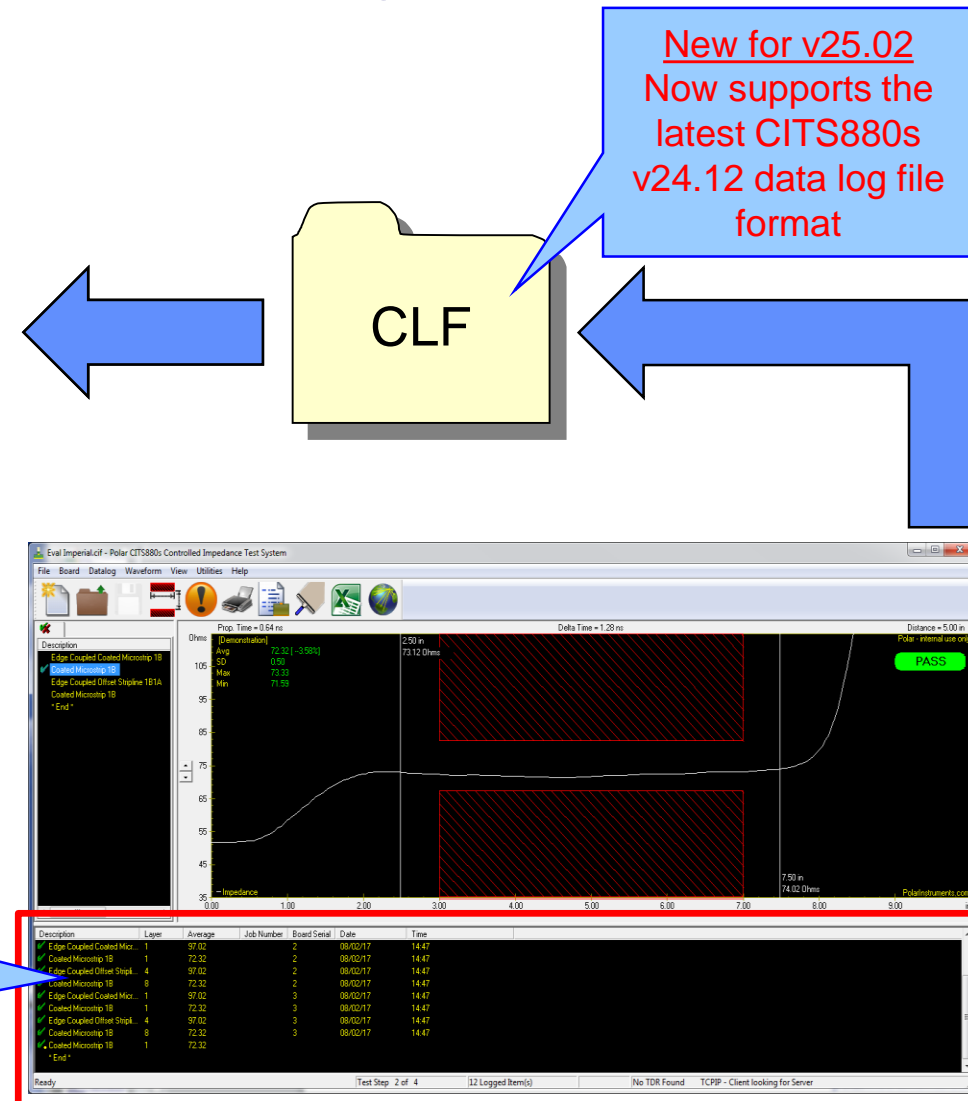 New for v25.02
Now supports the
latest CITS880s
v24.12 data log file
format
CLF
Eval Imperial.cif - Polar CITS880s Controlled Impedance Test System
File Board Datalog Waveform View Utilities Help
Prop. Time = 0.64 ns Delta Time = 1.28 ns Distance = 5.00 in
Description
Edge Coupled Coated Microstrip 1B
Coated Microstrip 1B
Edge Coupled Offset Stripline 1B1A
Coated Microstrip 1B
* End *
Ohms
[Demonstration]
Avg 72.32 [ -3.58%]
SD 0.50
Max 73.33
Min 71.59
2.50 in
73.12 Ohms
Polar - internal use only
PASS
105
95
85
75
65
55
45
35
7.50 in
74.02 Ohms
Impedance
PolarInstruments.com
0.00 1.00 2.00 3.00 4.00 5.00 6.00 7.00 8.00 9.00
Description Layer Average Job Number Board Serial Date Time
Edge Coupled Coated Micr... 1 97.02 2 08/02/17 14:47
Coated Microstrip 1B 1 72.32 2 08/02/17 14:47
Edge Coupled Offset Stripli... 4 97.02 2 08/02/17 14:47
Coated Microstrip 1B 8 72.32 2 08/02/17 14:47
Edge Coupled Coated Micr... 1 97.02 3 08/02/17 14:47
Coated Microstrip 1B 1 72.32 3 08/02/17 14:47
Edge Coupled Offset Stripli... 4 97.02 3 08/02/17 14:47
Coated Microstrip 1B 8 72.32 3 08/02/17 14:47
Coated Microstrip 1B 1 72.32
* End *
Ready Test Step 2 of 4 12 Logged Item(s) No TDR Found TCPIP - Client looking for Server